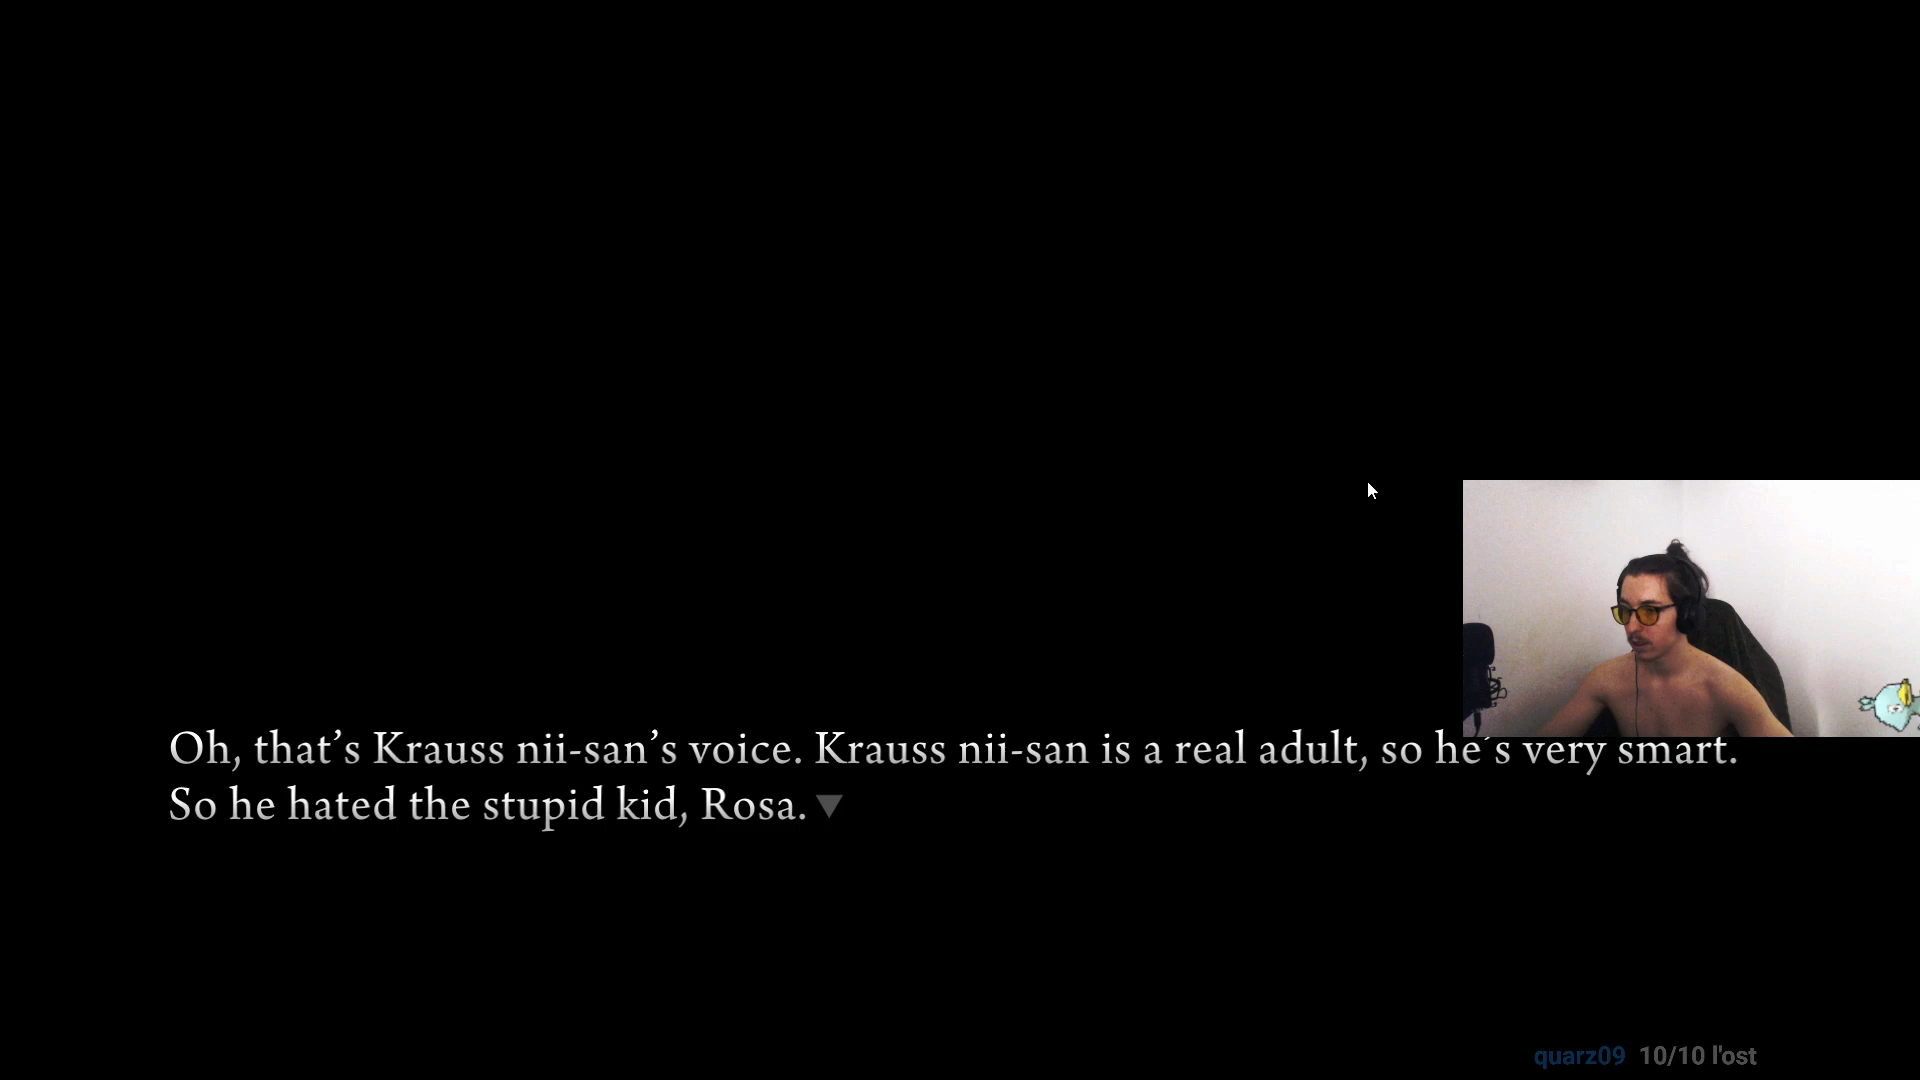 Oh, that’s Krauss nii-san’s voice. Krauss nii-san is a real adult, so he’s very smart.
So he hated the stupid kid, Rosa.
quarz09 10/10 l'ost